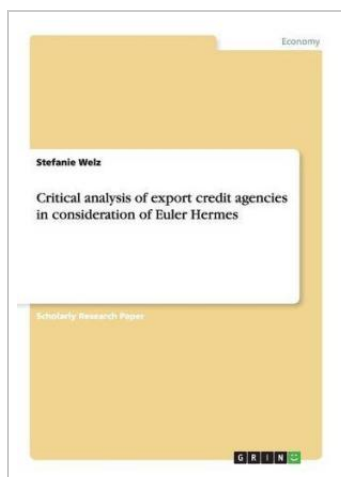 Economy
Stefanie Welz
Critical analysis of export credit agencies
in consideration of Euler Hermes
Scholarly Research Paper
GRIN